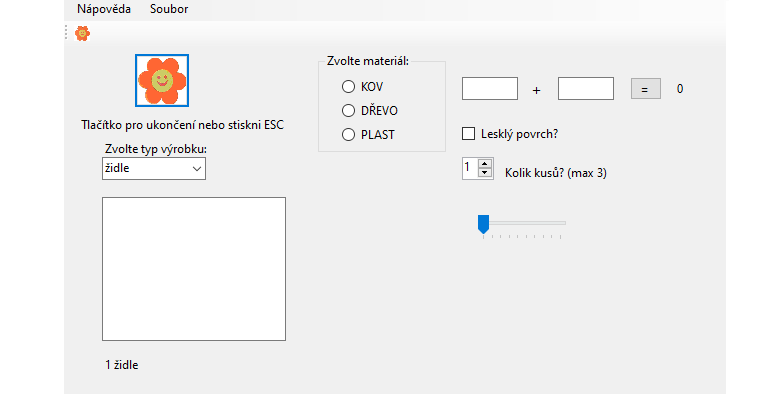 Nápověda Soubor
Tlačítko pro ukončení nebo stiskni ESC
Zvolte typ výrobku:
židle
1 židle
Zvolte materiál:
KOV
DŘEVO
PLAST
+ = 0
Lesklý povrch?
1 Kolik kusů? (max 3)